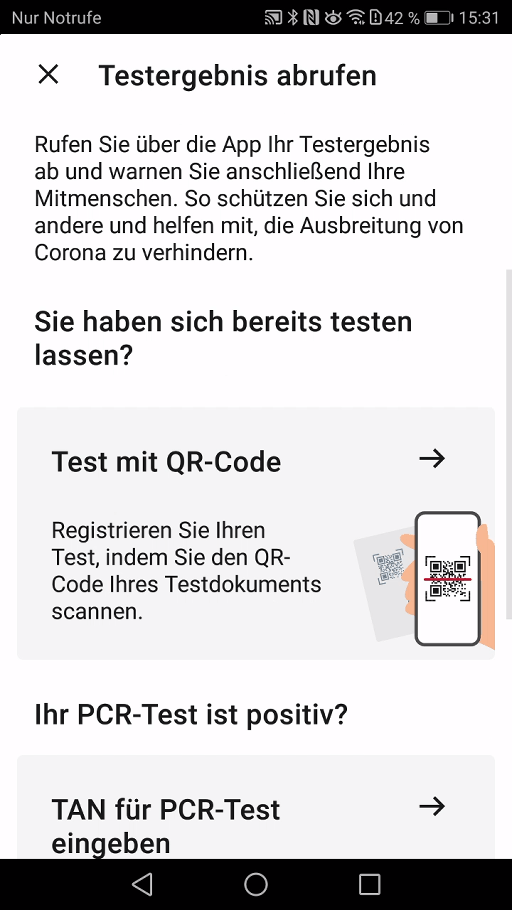 Nur Notrufe 42 % 15:31
Testergebnis abrufen
Rufen Sie über die App Ihr Testergebnis
ab und warnen Sie anschließend Ihre
Mitmenschen. So schützen Sie sich und
andere und helfen mit, die Ausbreitung von
Corona zu verhindern.
Sie haben sich bereits testen
lassen?
Test mit QR-Code
Registrieren Sie Ihren
Test, indem Sie den QR-
Code Ihres Testdokuments
scannen.
Ihr PCR-Test ist positiv?
TAN für PCR-Test
eingeben